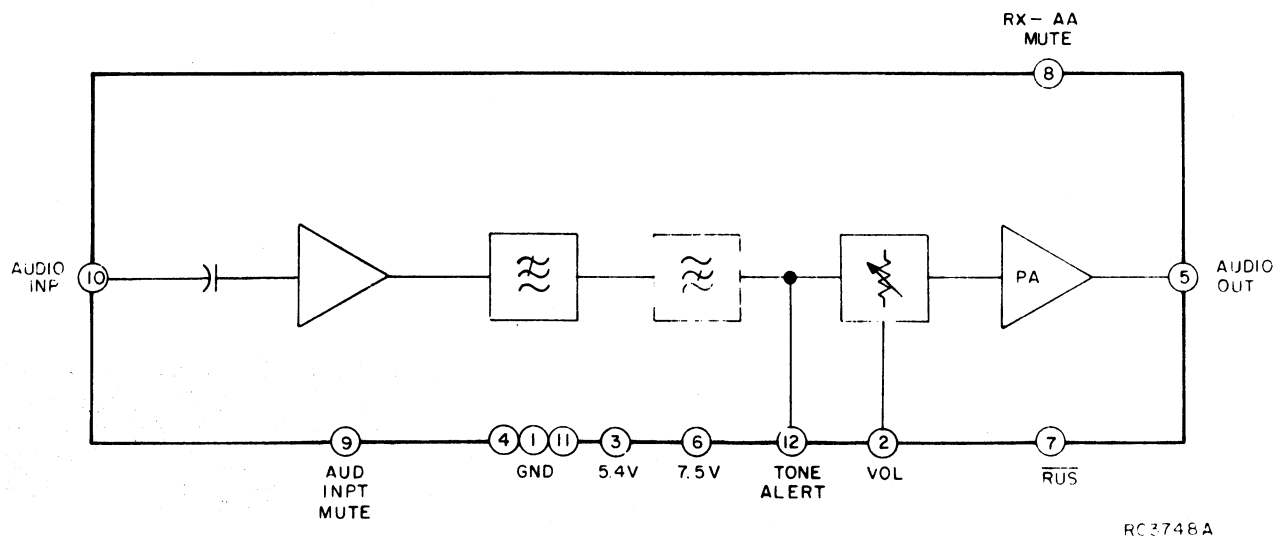 RX- AA
MUTE
8
AUDIO
INP
10
PA
5
AUDIO
OUT
9
4
1
11
3
6
12
2
7
AUD
INPT
MUTE
GND
5.4V
7.5V
TONE
ALERT
VOL
RUS
RC3748A